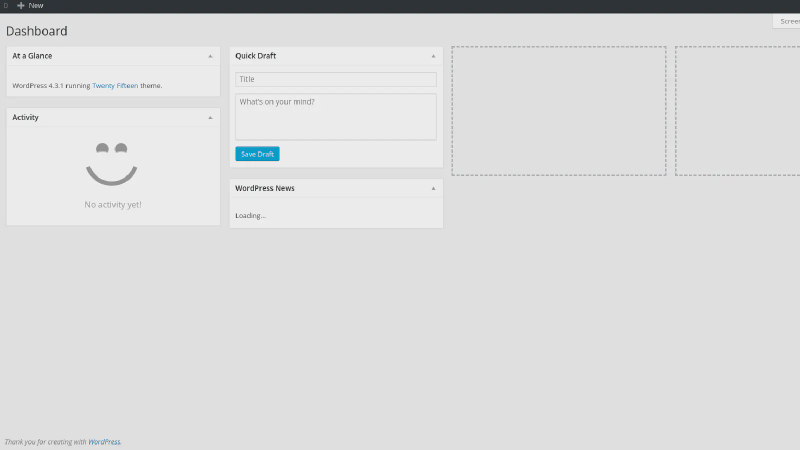 0 New
Screen
Dashboard
At a Glance
WordPress 4.3.1 running Twenty Fifteen theme.
Activity
No activity yet!
Quick Draft
Title
What's on your mind?
Save Draft
WordPress News
Loading...
Thank you for creating with WordPress.